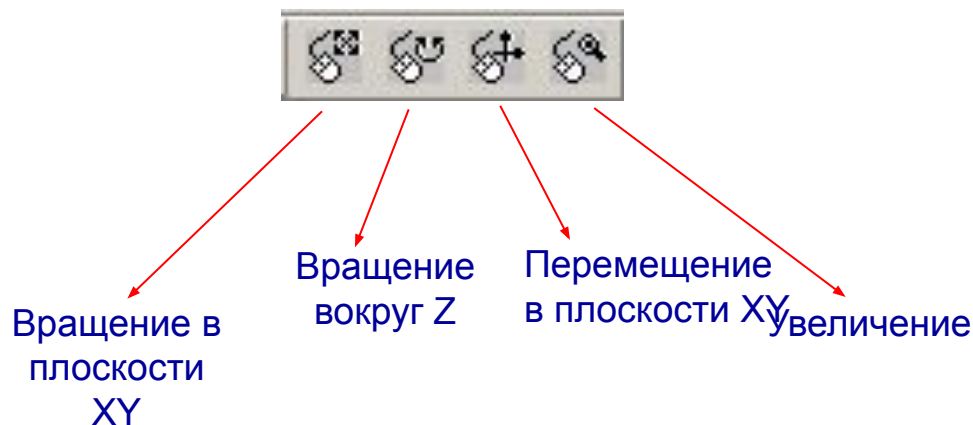 Вращение в
плоскости
XY
Вращение
вокруг Z
Перемещение
в плоскости XY
Увеличение